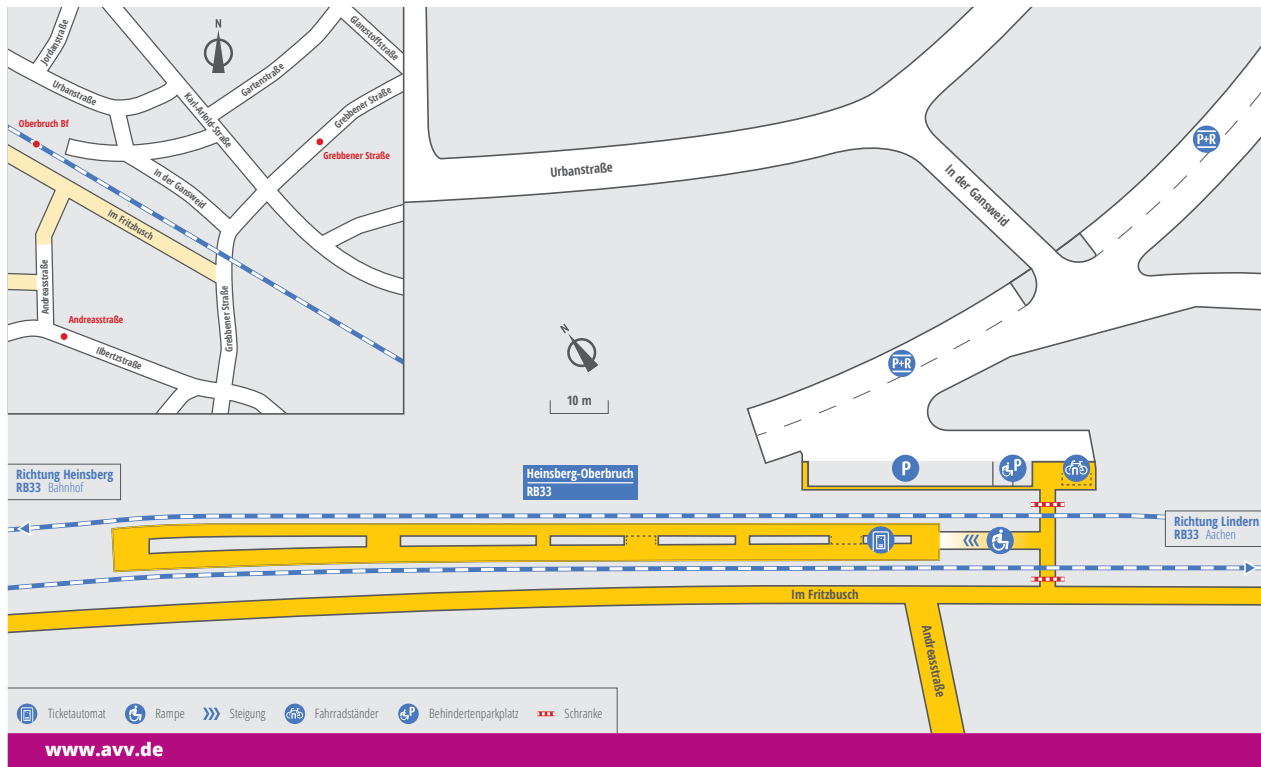 N
Jordanstraße
Glanzstoffstraße
Urbanstraße
Gartenstraße
Karl-Arlold-Straße
Grebbener Straße
Oberbruch Bf
Grebbener Straße
In der Gansweid
Im Fritzbusch
Andreasstraße
Grebbener Straße
Andreasstraße
Ilbertzstraße
Urbanstraße
In der Gansweid
P+R
P+R
N
10 m
Richtung Heinsberg
RB33 Bahnhof
Heinsberg-Oberbruch
RB33
P
P
Richtung Lindern
RB33 Aachen
Im Fritzbusch
Andreasstraße
Ticketautomat
Rampe
Steigung
Fahrradständer
P
Behindertenparkplatz
Schranke
www.avv.de